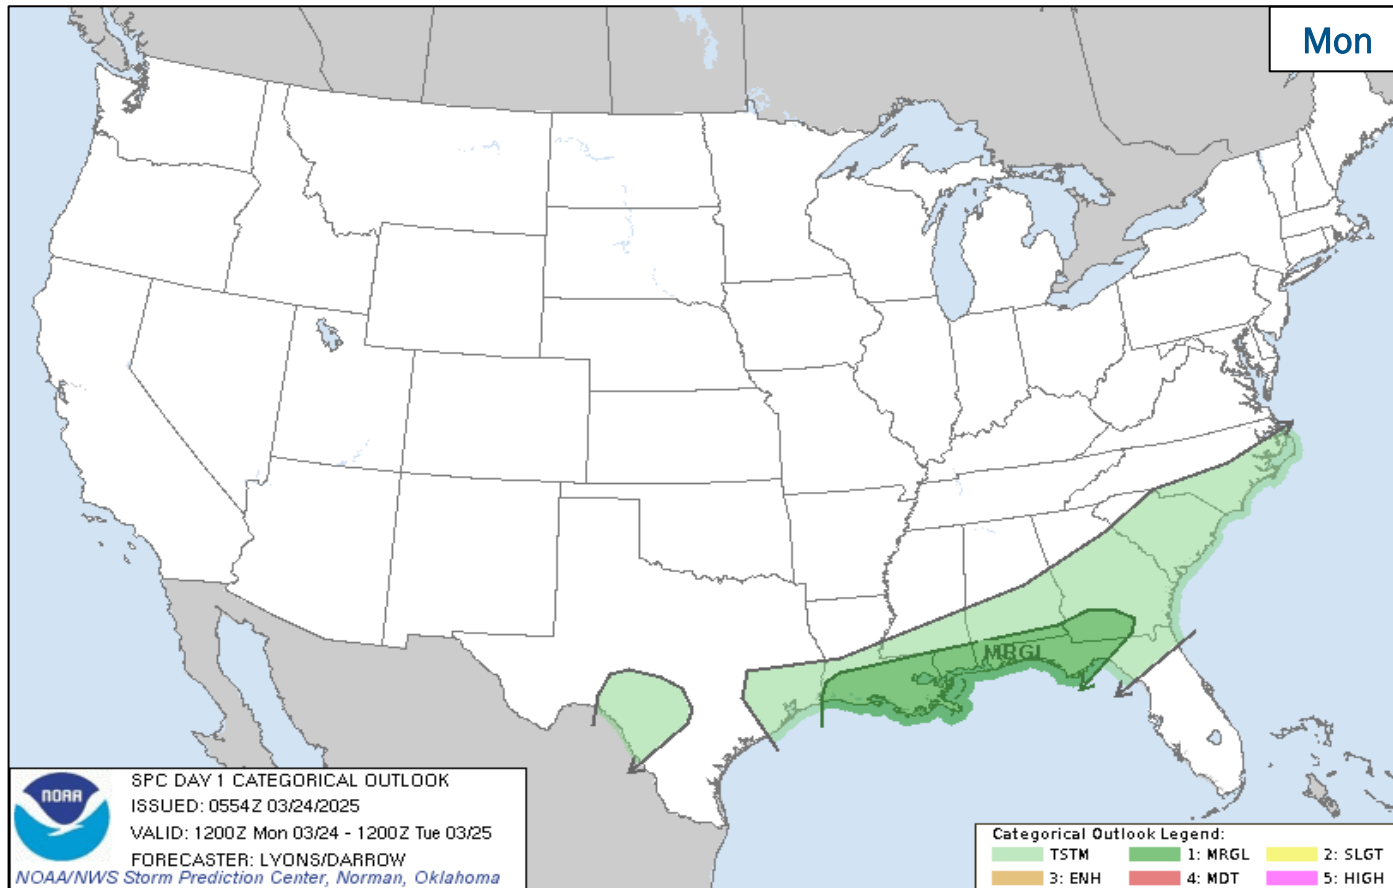 Mon
MRGL
SPC DAY 1 CATEGORICAL OUTLOOK
ISSUED: 0554Z 03/24/2025
VALID: 1200Z Mon 03/24 - 1200Z Tue 03/25
FORECASTER: LYONS/DARROW
NOAA/NWS Storm Prediction Center, Norman, Oklahoma
NOAA
Categorical Outlook Legend:
TSTM 1: MRGL 2: SLGT
3: ENH 4: MDT 5: HIGH